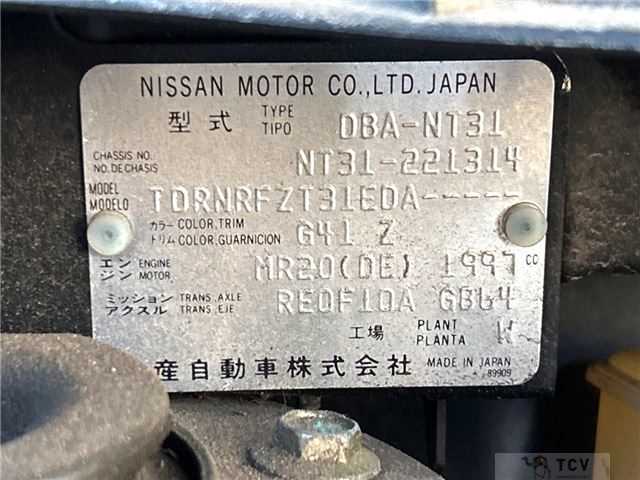 NISSAN MOTOR CO.,LTD. JAPAN
型式 TYPE TIPO DBA-NT31
CHASSIS NO. NO. DE CHASIS NT31-221314
MODEL MODELO TDRNRFZT31EDA-----
カラー COLOR,TRIM
トリム COLOR,GUARNICION G41 Z
エンジン ENGINE MOTOR MR20(DE) 1997 CC
ミッション TRANS.,AXLE
アクスル TRANS.,EJE RE0F10A GB64
工場 PLANT PLANTA W
産自動車株式会社 MADE IN JAPAN
89909
TCV